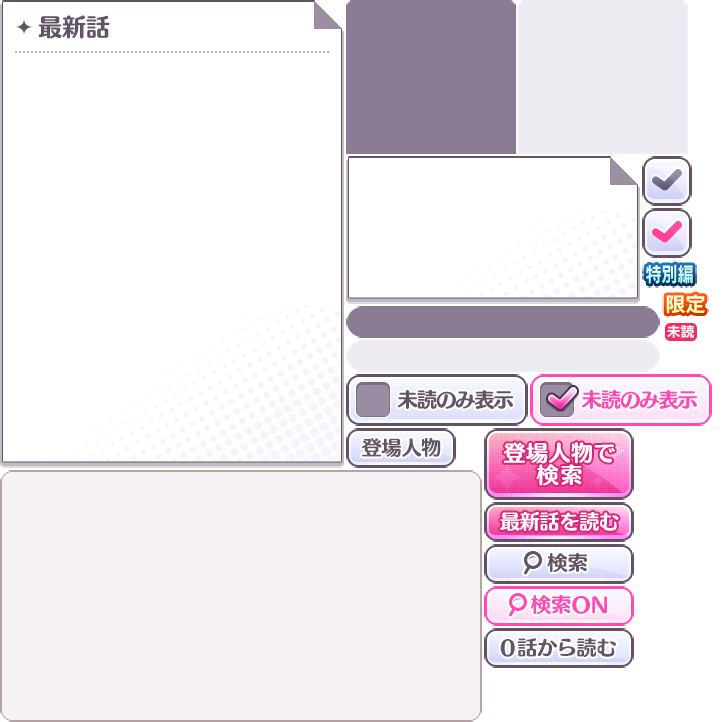 ✦ 最新話
特別編
限定
未読
未読のみ表示
未読のみ表示
登場人物
登場人物で
検索
最新話を読む
検索
検索ON
0話から読む